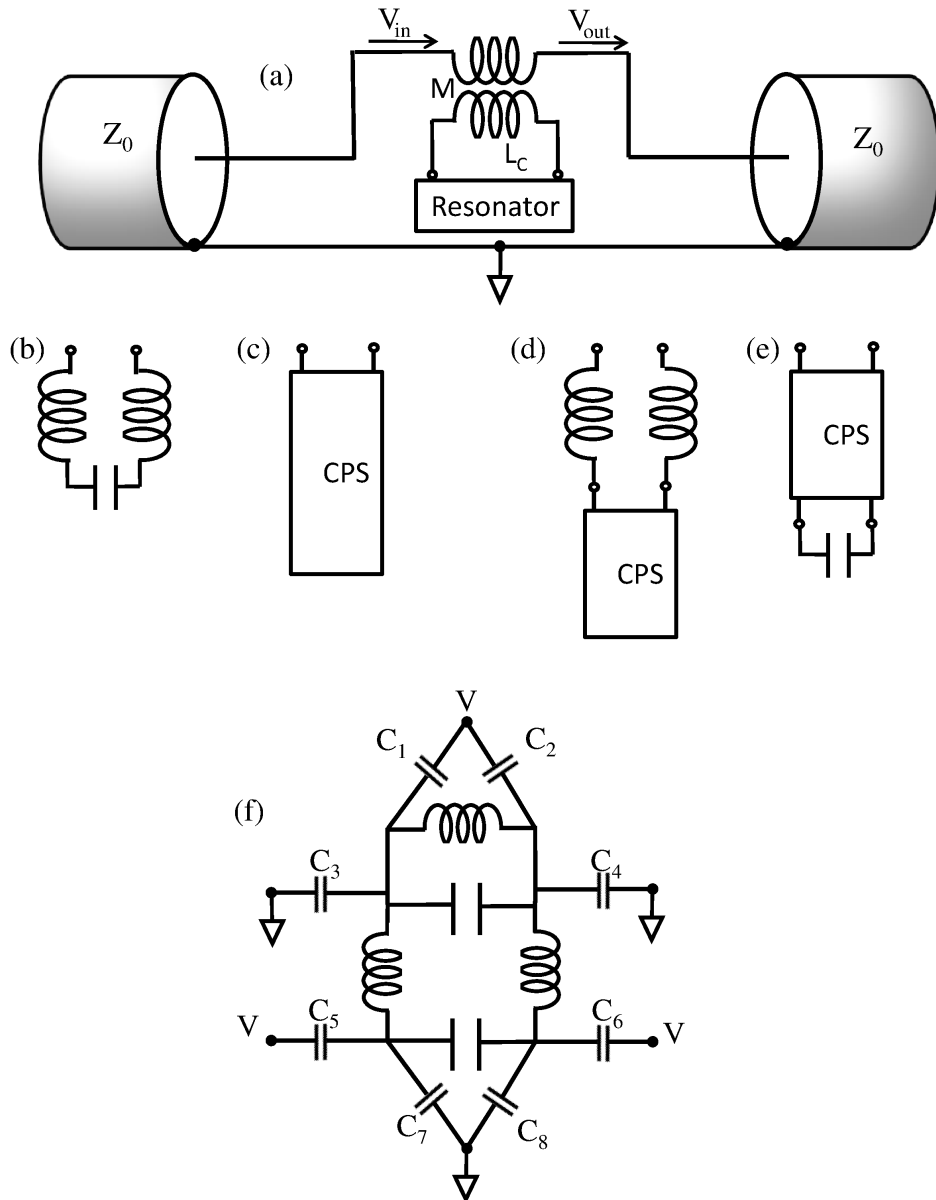 V_in V_out
(a)
Z_0 M Z_0
L_C
Resonator
(b) (c) (d) (e)
CPS CPS
CPS
V
C_1 C_2
(f)
C_3 C_4
C_5 C_6
V V
C_7 C_8